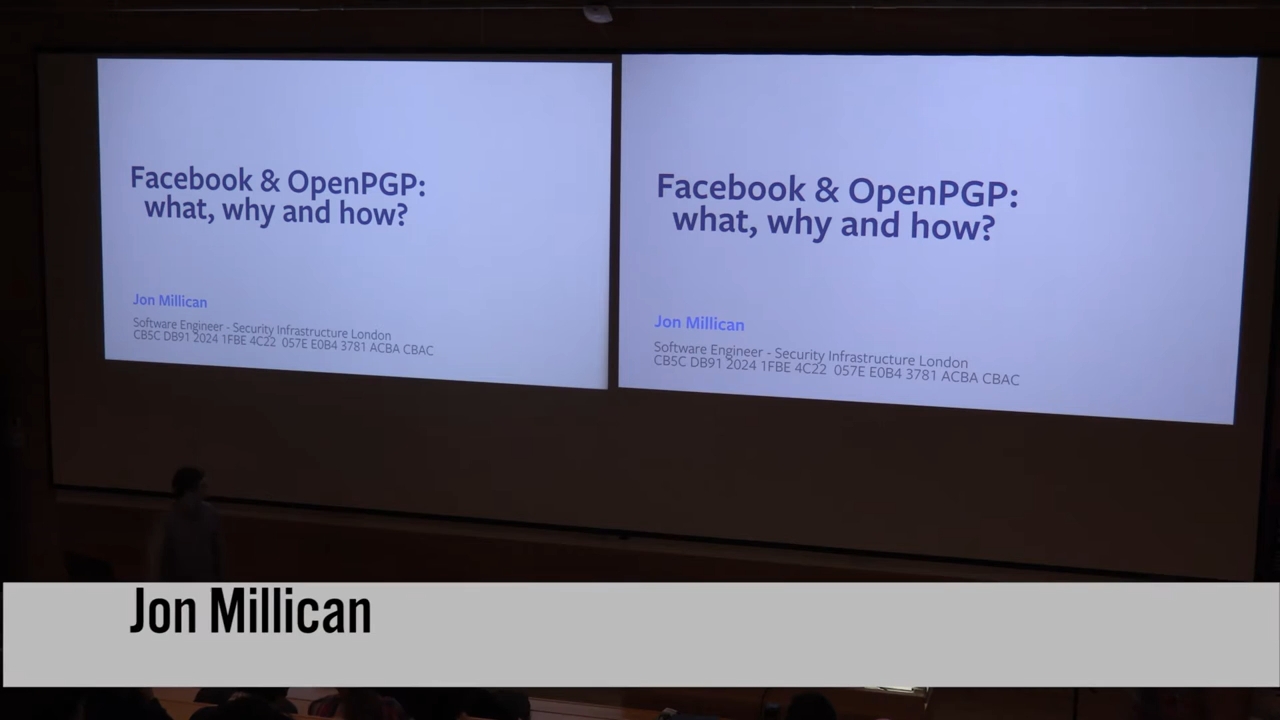 Facebook & OpenPGP:
what, why and how?
Jon Millican
Software Engineer - Security Infrastructure London
CB5C DB91 2024 1FBE 4C22 057E E0B4 3781 ACBA CBAC
Facebook & OpenPGP:
what, why and how?
Jon Millican
Software Engineer - Security Infrastructure London
CB5C DB91 2024 1FBE 4C22 057E E0B4 3781 ACBA CBAC
Jon Millican